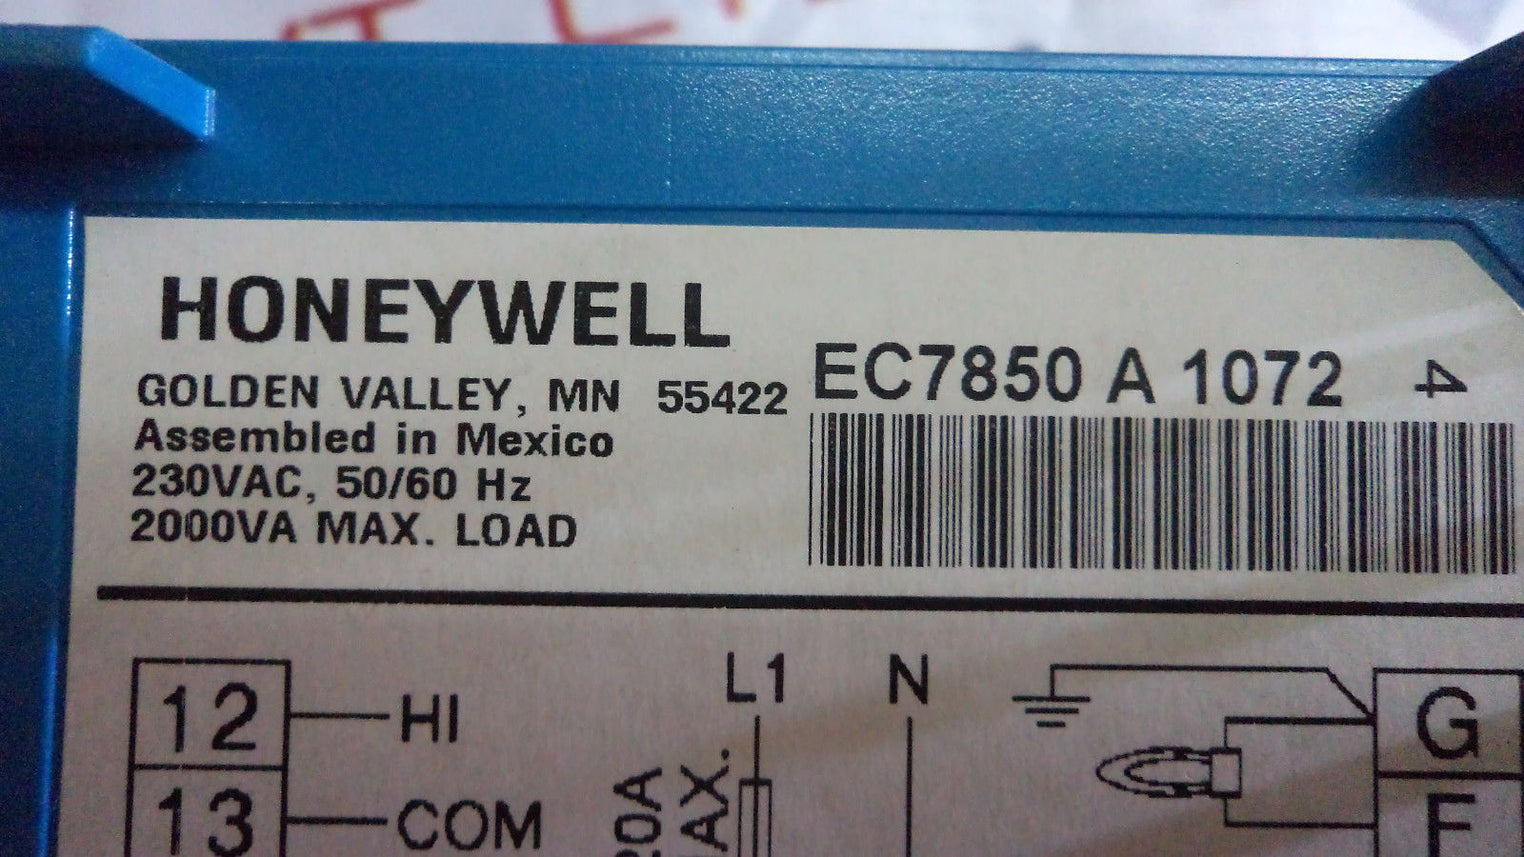 HONEYWELL
GOLDEN VALLEY, MN 55422
Assembled in Mexico
230VAC, 50/60 Hz
2000VA MAX. LOAD
EC7850 A 1072 4
12 HI
13 COM
L1
N
G
F